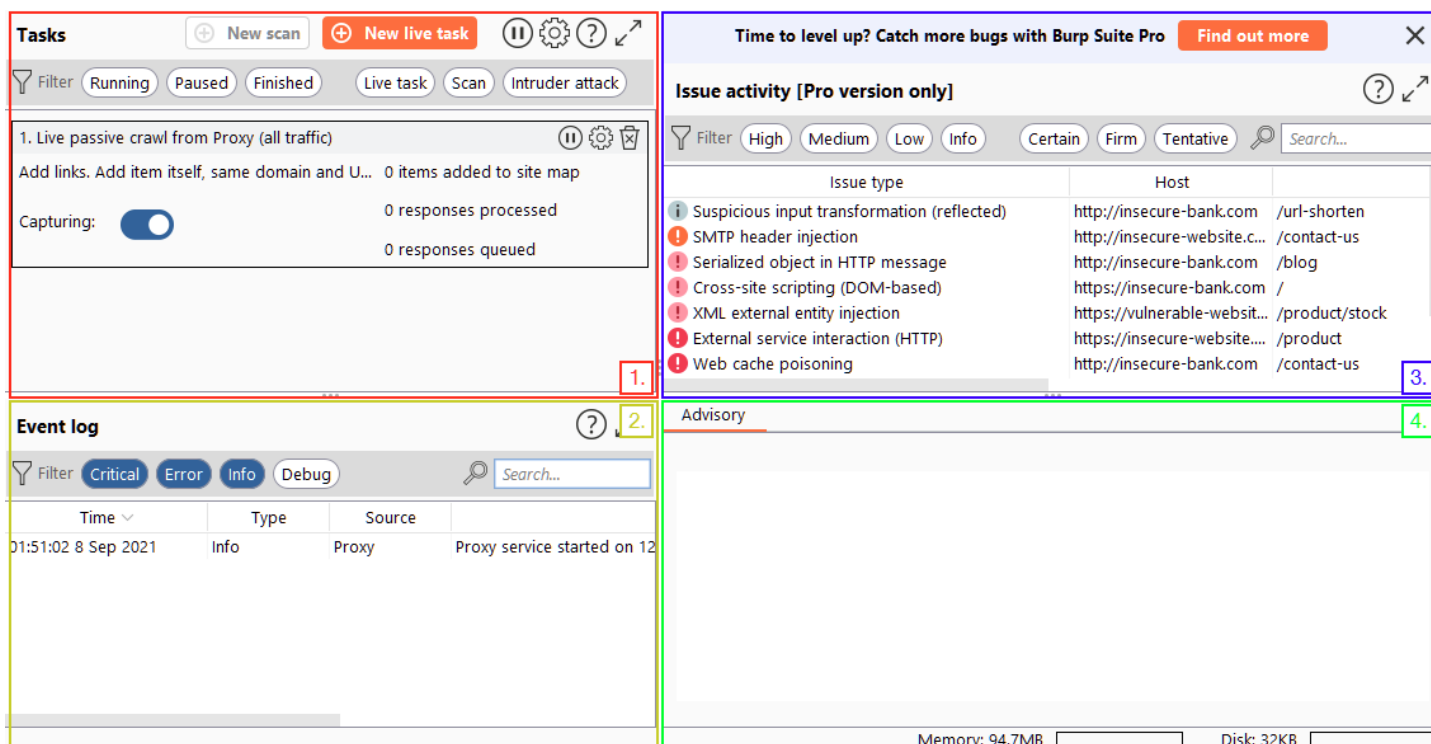 Tasks
New scan
New live task
Filter Running Paused Finished Live task Scan Intruder attack
1. Live passive crawl from Proxy (all traffic)
Add links. Add item itself, same domain and U... 0 items added to site map
0 responses processed
Capturing:
0 responses queued
1.
Event log
2.
Filter Critical Error Info Debug Search...
Time Type Source
01:51:02 8 Sep 2021 Info Proxy Proxy service started on 12
Time to level up? Catch more bugs with Burp Suite Pro Find out more
Issue activity [Pro version only]
Filter High Medium Low Info Certain Firm Tentative Search...
Issue type Host
Suspicious input transformation (reflected) http://insecure-bank.com /url-shorten
SMTP header injection http://insecure-website.c... /contact-us
Serialized object in HTTP message http://insecure-bank.com /blog
Cross-site scripting (DOM-based) https://insecure-bank.com /
XML external entity injection https://vulnerable-websit... /product/stock
External service interaction (HTTP) https://insecure-website.... /product
Web cache poisoning http://insecure-bank.com /contact-us
3.
Advisory
4.
Memory: 94.7MB Disk: 32KB